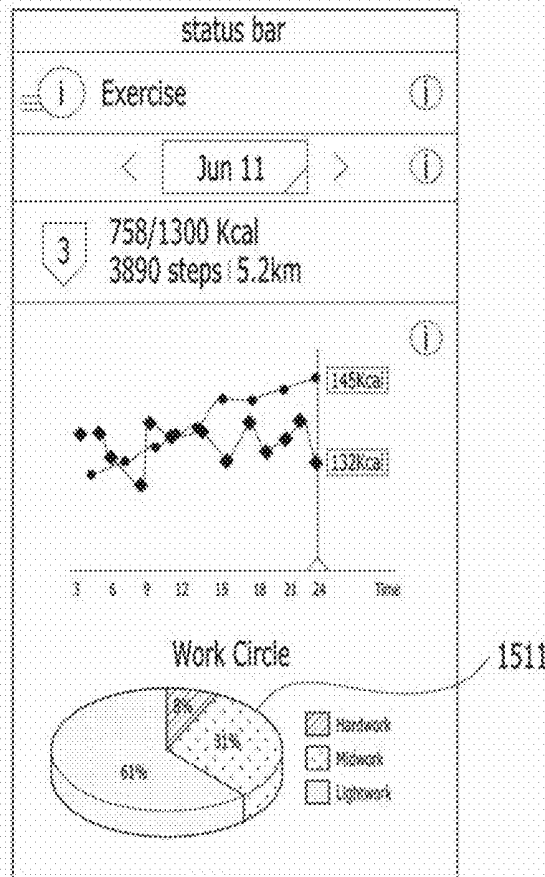 status bar
i Exercise i
< Jun 11 > i
3
758/1300 Kcal
3890 steps | 5.2km
i
145Kcal
132Kcal
3 6 9 12 15 18 21 24 Time
Work Circle
1511
8%
31%
61%
Hardwork
Midwork
Lightwork